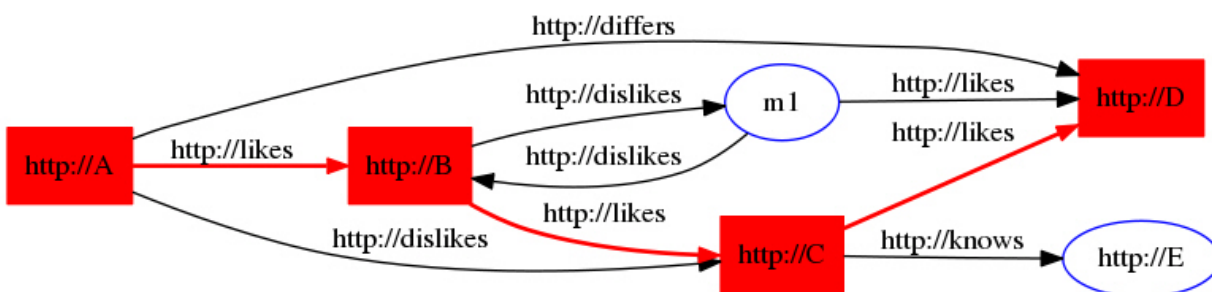 http://differs
http://dislikes
m1
http://likes
http://D
http://likes
http://A
http://likes
http://B
http://dislikes
http://likes
http://dislikes
http://C
http://knows
http://E